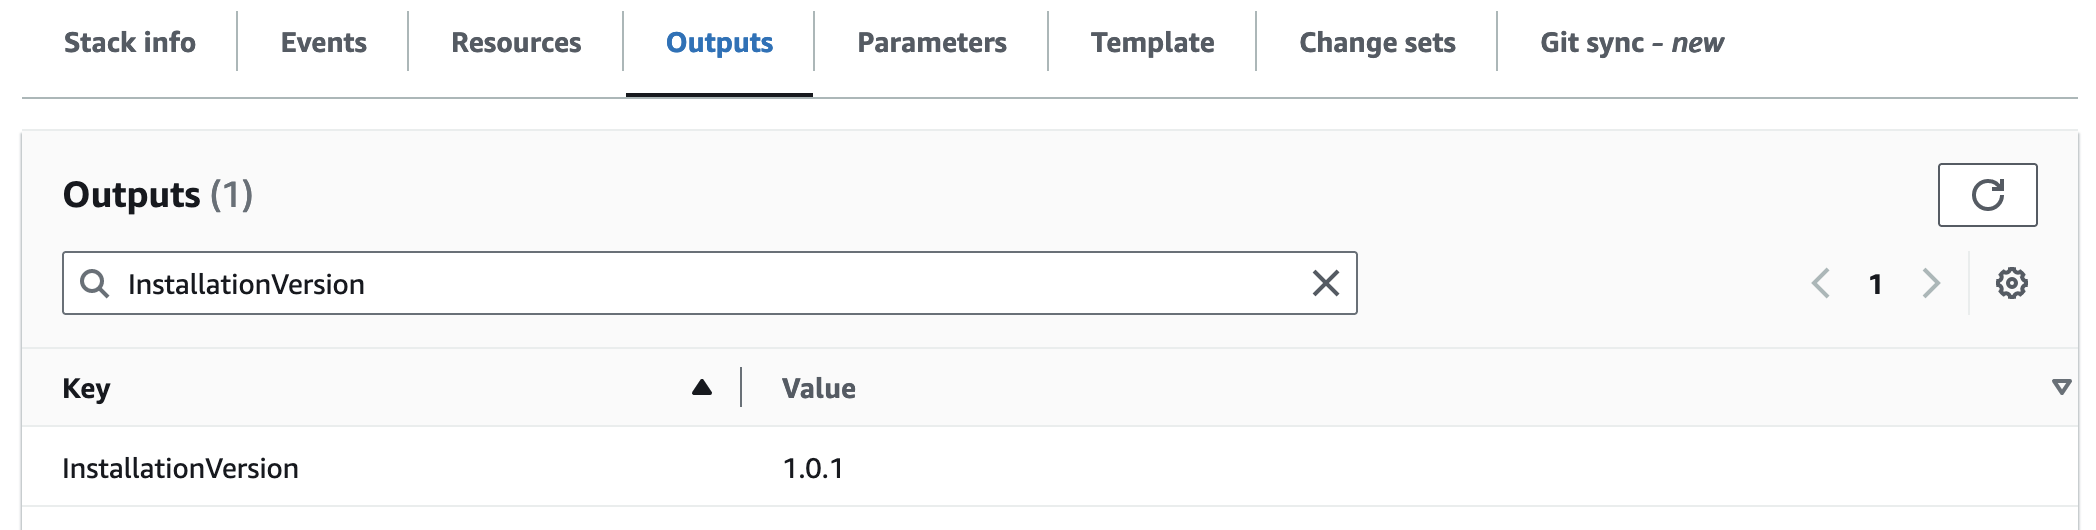 Stack info Events Resources Outputs Parameters Template Change sets Git sync - new
Outputs (1)
InstallationVersion
1
Key Value
InstallationVersion 1.0.1